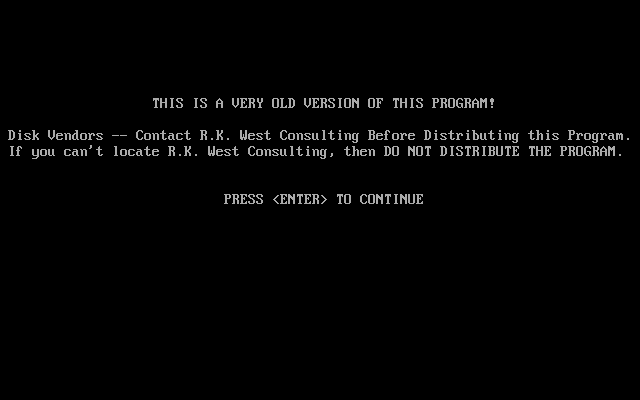 THIS IS A VERY OLD VERSION OF THIS PROGRAM!
Disk Vendors -- Contact R.K. West Consulting Before Distributing this Program.
If you can't locate R.K. West Consulting, then DO NOT DISTRIBUTE THE PROGRAM.
PRESS <ENTER> TO CONTINUE